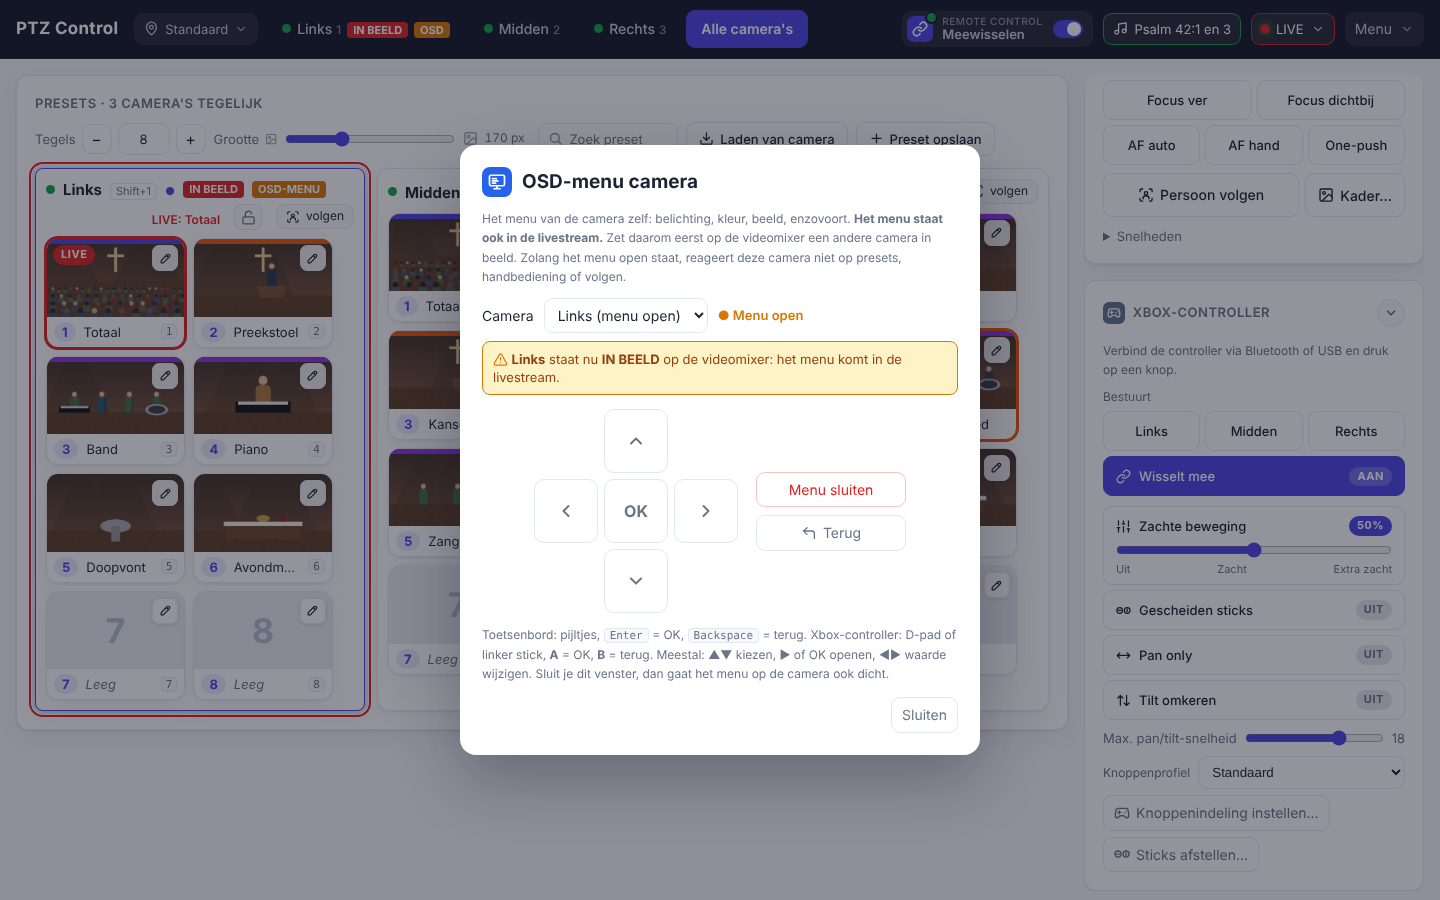 PTZ Control
Standaard
Links 1 IN BEELD OSD
Midden 2
Rechts 3
Alle camera's
REMOTE CONTROL
Meewisselen
Psalm 42:1 en 3
LIVE
Menu
PRESETS · 3 CAMERA'S TEGELIJK
Tegels − 8 + Grootte 170 px Zoek preset Laden van camera + Preset opslaan
Links Shift+1 IN BEELD OSD-MENU
LIVE: Totaal volgen
LIVE
1 Totaal 1
2 Preekstoel 2
3 Band 3
4 Piano 4
5 Doopvont 5
6 Avondm... 6
7
8
7 Leeg 7
8 Leeg 8
Midden
volgen
1 Totaa
3 Kans
5 Zang
7 Leeg
OSD-menu camera
Het menu van de camera zelf: belichting, kleur, beeld, enzovoort. Het menu staat
ook in de livestream. Zet daarom eerst op de videomixer een andere camera in
beeld. Zolang het menu open staat, reageert deze camera niet op presets,
handbediening of volgen.
Camera Links (menu open) Menu open
Links staat nu IN BEELD op de videomixer: het menu komt in de
livestream.
OK
Menu sluiten
Terug
Toetsenbord: pijltjes, Enter = OK, Backspace = terug. Xbox-controller: D-pad of
linker stick, A = OK, B = terug. Meestal: ▲▼ kiezen, ▶ of OK openen, ◀▶ waarde
wijzigen. Sluit je dit venster, dan gaat het menu op de camera ook dicht.
Sluiten
Focus ver
Focus dichtbij
AF auto
AF hand
One-push
Persoon volgen
Kader...
▶ Snelheden
XBOX-CONTROLLER
Verbind de controller via Bluetooth of USB en druk
op een knop.
Bestuurt
Links
Midden
Rechts
Wisselt mee AAN
Zachte beweging 50%
Uit Zacht Extra zacht
Gescheiden sticks UIT
Pan only UIT
Tilt omkeren UIT
Max. pan/tilt-snelheid 18
Knoppenprofiel Standaard
Knoppenindeling instellen...
Sticks afstellen...